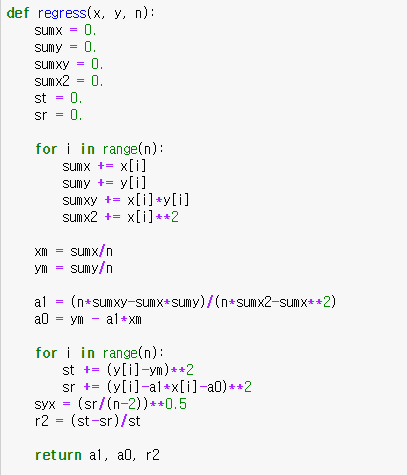 def regress(x, y, n):
    sumx = 0.
    sumy = 0.
    sumxy = 0.
    sumx2 = 0.
    st = 0.
    sr = 0.

    for i in range(n):
        sumx += x[i]
        sumy += y[i]
        sumxy += x[i]*y[i]
        sumx2 += x[i]**2

    xm = sumx/n
    ym = sumy/n

    a1 = (n*sumxy-sumx*sumy)/(n*sumx2-sumx**2)
    a0 = ym - a1*xm

    for i in range(n):
        st += (y[i]-ym)**2
        sr += (y[i]-a1*x[i]-a0)**2
    syx = (sr/(n-2))**0.5
    r2 = (st-sr)/st

    return a1, a0, r2